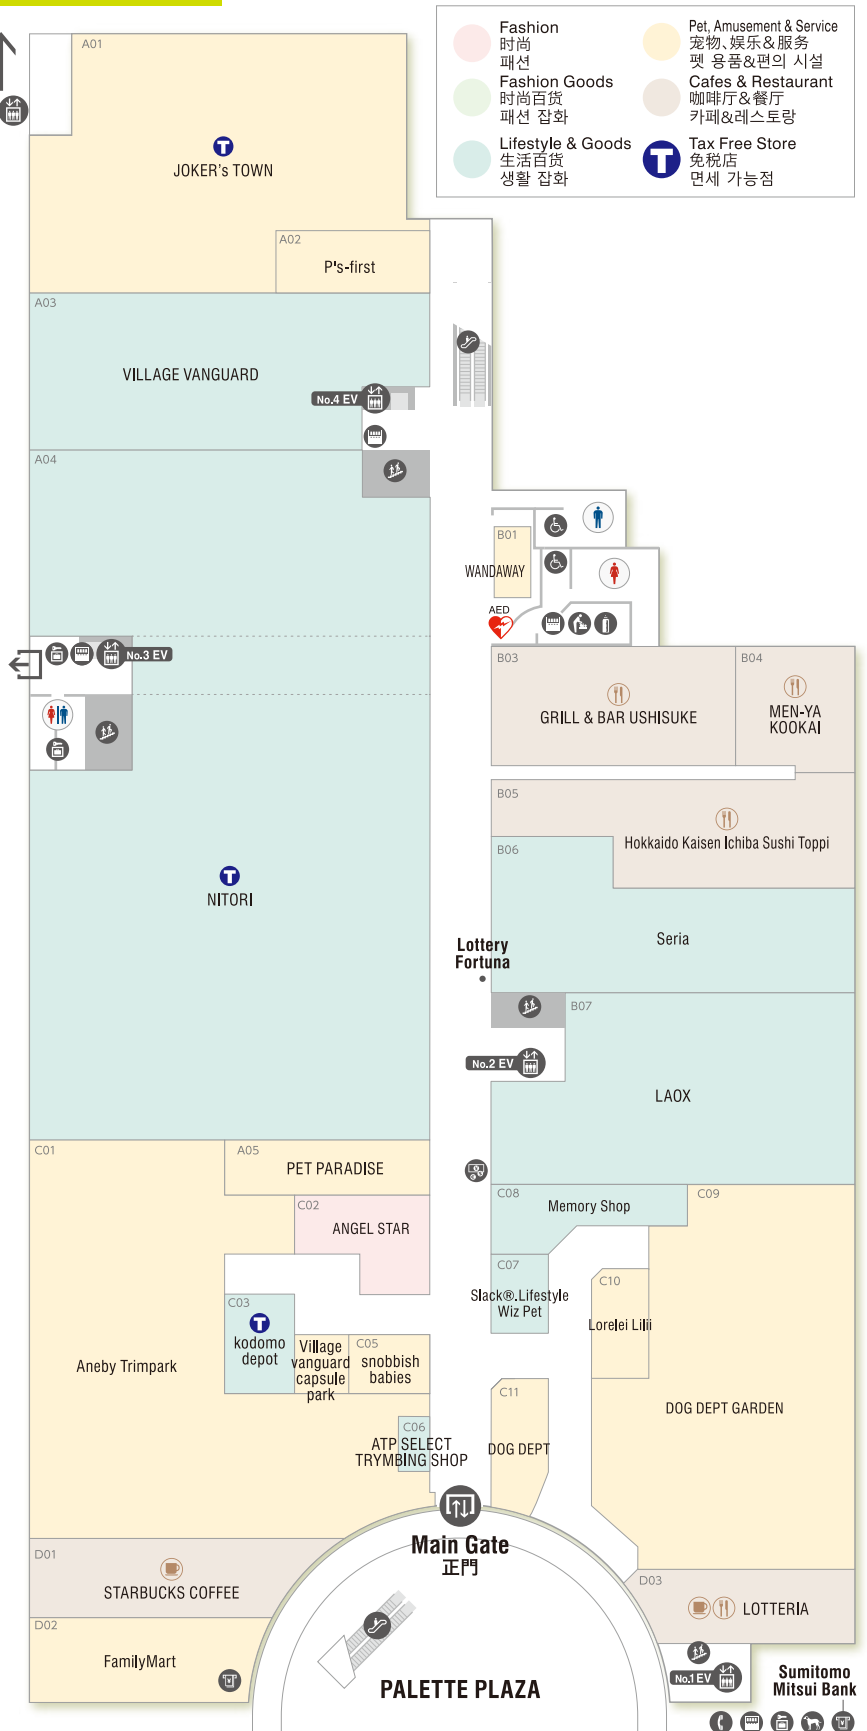 Fashion
时尚
패션
Fashion Goods
时尚百货
패션 잡화
Lifestyle & Goods
生活百货
생활 잡화
Pet, Amusement & Service
宠物、娱乐&服务
펫 용품&편의 시설
Cafes & Restaurant
咖啡厅&餐厅
카페&레스토랑
T
Tax Free Store
免税店
면세 가능점
A01
T
JOKER's TOWN
A02
P's-first
A03
VILLAGE VANGUARD
No.4 EV
A04
B01
WANDAWAY
AED
No.3 EV
B03
GRILL & BAR USHISUKE
B04
MEN-YA
KOOKAI
B05
Hokkaido Kaisen Ichiba Sushi Toppi
B06
Seria
T
NITORI
Lottery
Fortuna
B07
No.2 EV
LAOX
C01
A05
PET PARADISE
C02
ANGEL STAR
C08
Memory Shop
C09
C07
Slack®.Lifestyle
Wiz Pet
C10
Lorelei Lilii
C03
T
kodomo
depot
Village
vanguard
capsule
park
C05
snobbish
babies
Aneby Trimpark
C11
DOG DEPT
DOG DEPT GARDEN
C06
ATP SELECT
TRYMBING SHOP
Main Gate
正門
D01
STARBUCKS COFFEE
D02
FamilyMart
D03
LOTTERIA
PALETTE PLAZA
No.1 EV
Sumitomo
Mitsui Bank